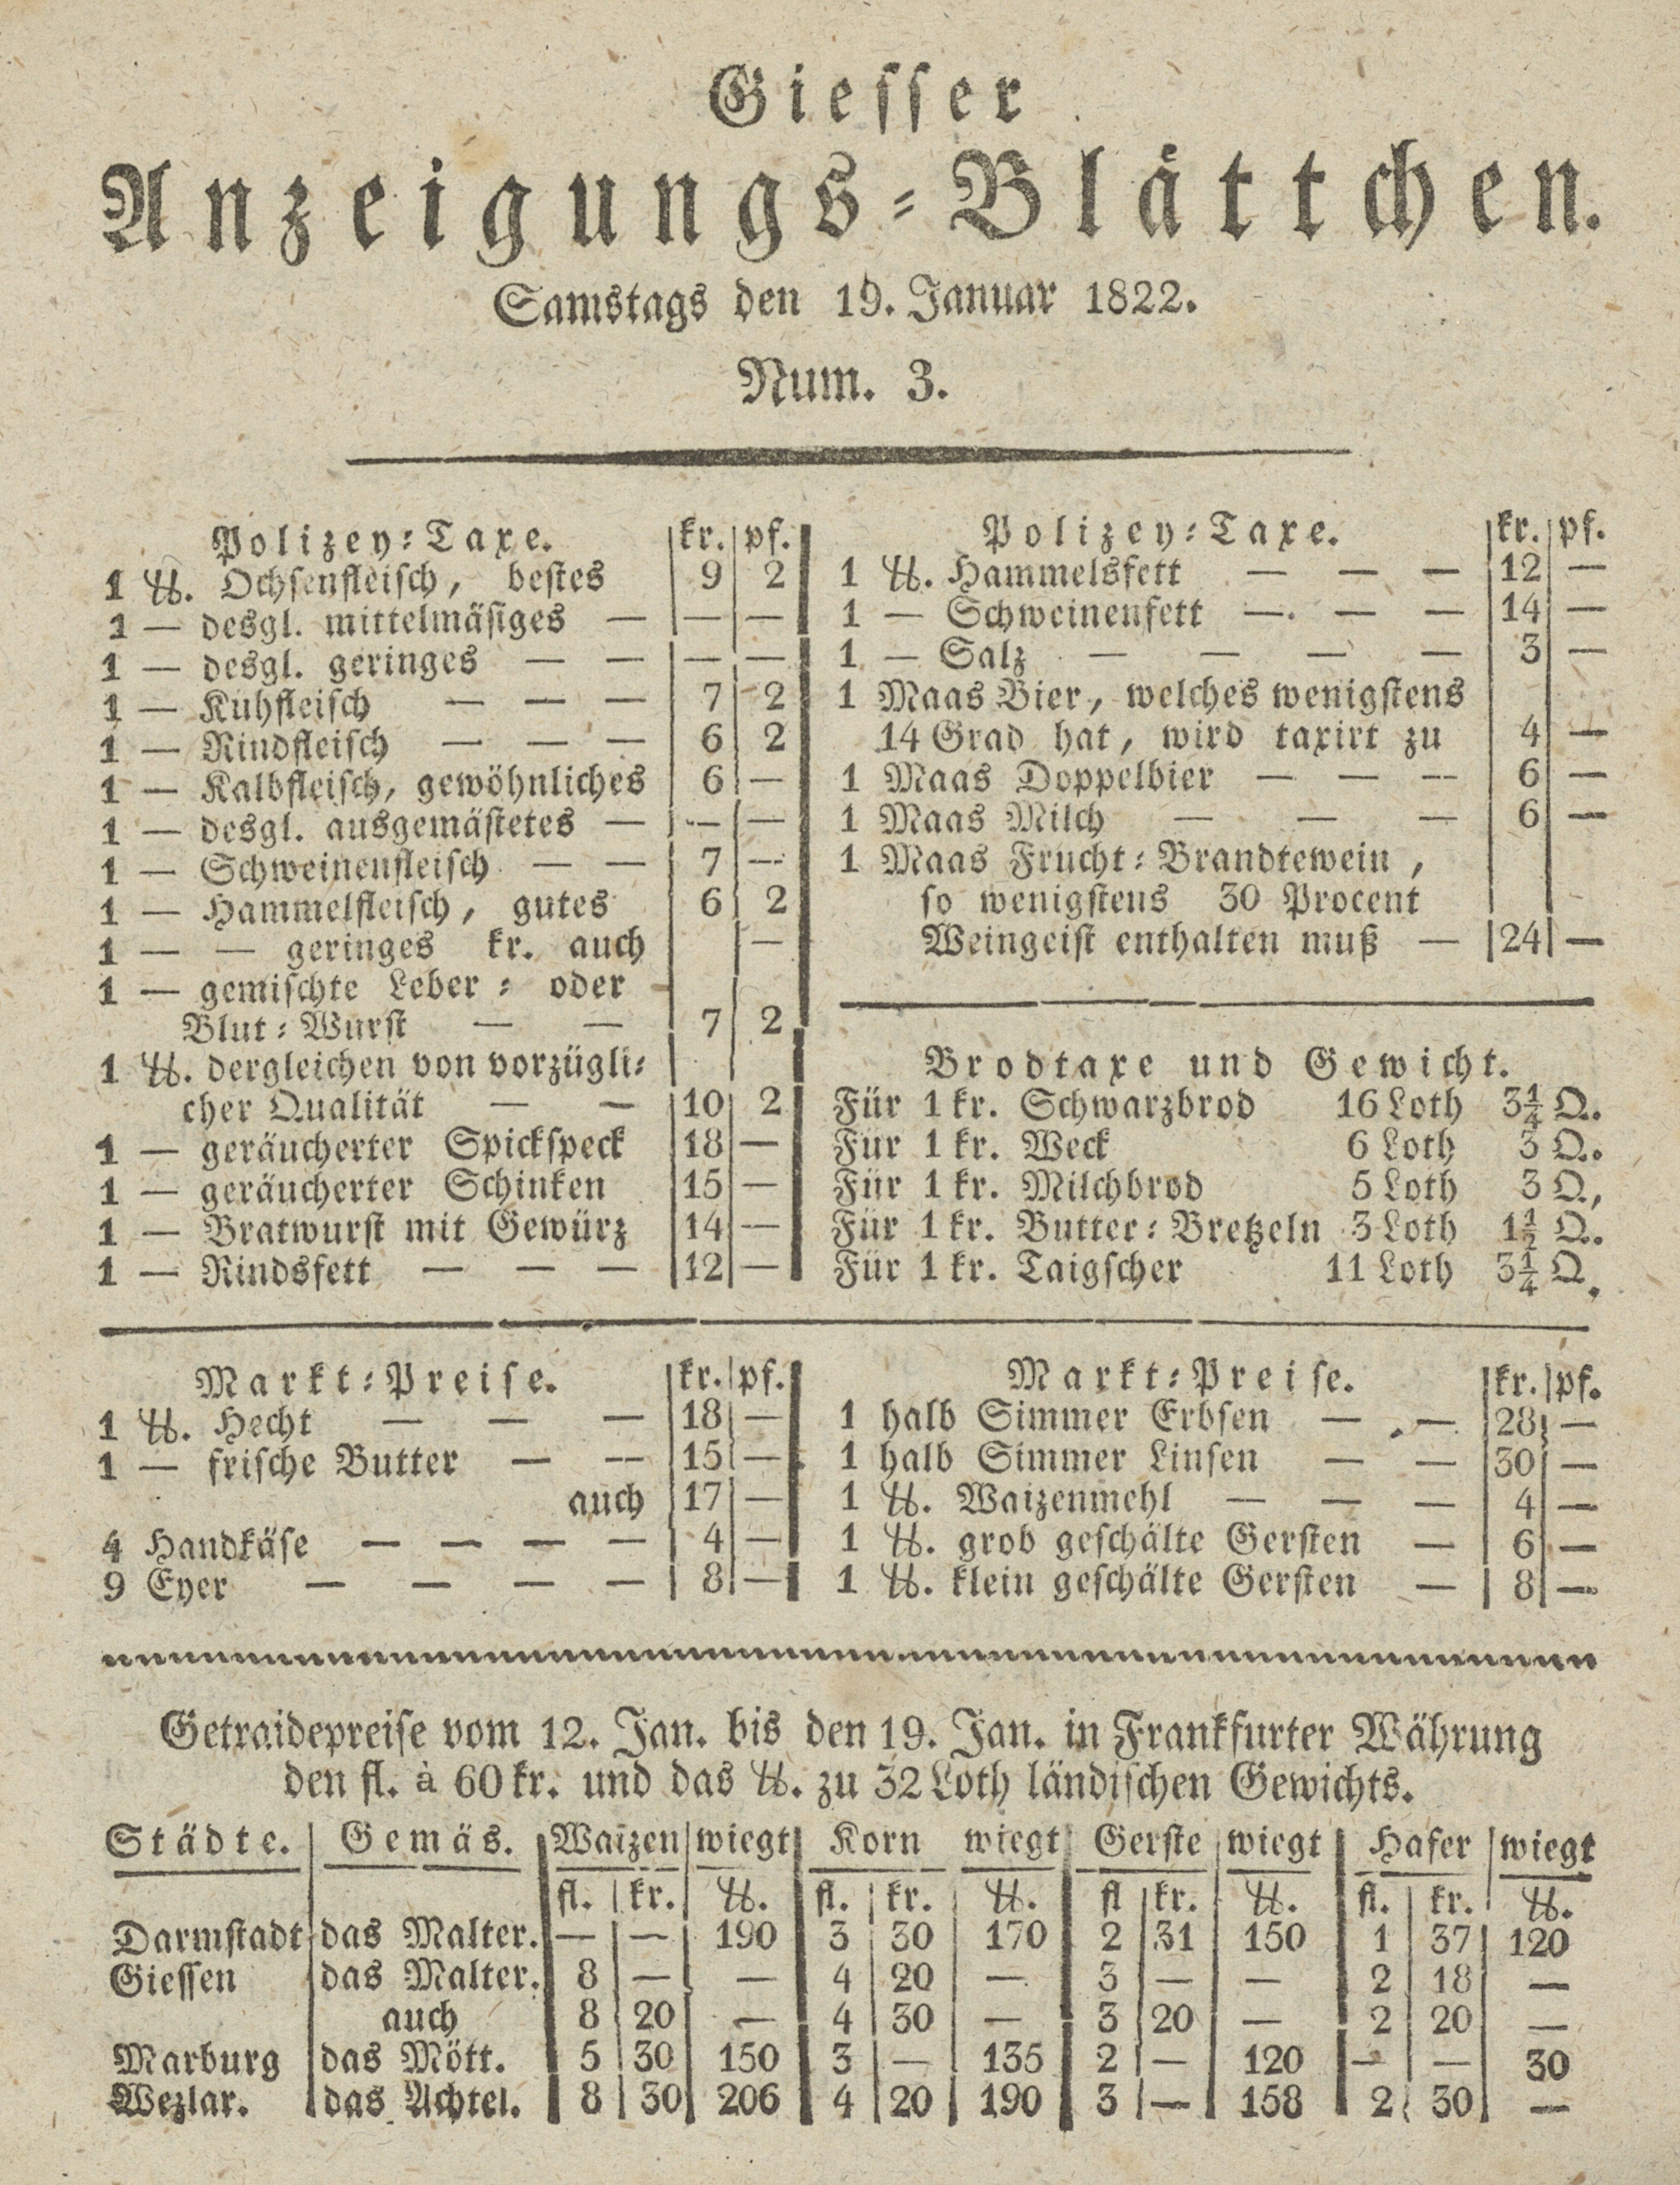 Giesser
Anzeigungs-Blättchen.
Samstags den 19. Januar 1822.
Num. 3.
Polizey-Taxe. kr. pf.
1 ℔. Ochsenfleisch, bestes 9 2
1 — desgl. mittelmäsiges — — —
1 — desgl. geringes — — — —
1 — Kuhfleisch — — — 7 2
1 — Rindfleisch — — — 6 2
1 — Kalbfleisch, gewöhnliches 6 —
1 — desgl. ausgemästetes — — —
1 — Schweinenfleisch — — 7 —
1 — Hammelfleisch, gutes 6 2
1 — — geringes kr. auch —
1 — gemischte Leber- oder
Blut-Wurst — — 7 2
1 ℔. dergleichen von vorzügli-
cher Qualität — — 10 2
1 — geräucherter Spickspeck 18 —
1 — geräucherter Schinken 15 —
1 — Bratwurst mit Gewürz 14 —
1 — Rindsfett — — — 12 —
Polizey-Taxe. kr. pf.
1 ℔. Hammelsfett — — — 12 —
1 — Schweinenfett — — — 14 —
1 — Salz — — — — 3 —
1 Maas Bier, welches wenigstens
14 Grad hat, wird taxirt zu 4 —
1 Maas Doppelbier — — — 6 —
1 Maas Milch — — — 6 —
1 Maas Frucht-Brandtewein,
so wenigstens 30 Procent
Weingeist enthalten muß — 24 —
Brodtaxe und Gewicht.
Für 1 kr. Schwarzbrod 16 Loth 3¼ Q.
Für 1 kr. Weck 6 Loth 3 Q.
Für 1 kr. Milchbrod 5 Loth 3 Q,
Für 1 kr. Butter-Bretzeln 3 Loth 1½ Q.
Für 1 kr. Taigscher 11 Loth 3¼ Q.
Markt-Preise. kr. pf.
1 ℔. Hecht — — — 18 —
1 — frische Butter — — 15 —
auch 17 —
4 Handkäse — — — — 4 —
9 Eyer — — — — 8 —
Markt-Preise. kr. pf.
1 halb Simmer Erbsen — — 28 —
1 halb Simmer Linsen — — 30 —
1 ℔. Waizenmehl — — — 4 —
1 ℔. grob geschälte Gersten — 6 —
1 ℔. klein geschälte Gersten — 8 —
Getraidepreise vom 12. Jan. bis den 19. Jan. in Frankfurter Währung
den fl. à 60 kr. und das ℔. zu 32 Loth ländischen Gewichts.
Städte. Gemäs. Waizen wiegt Korn wiegt Gerste wiegt Hafer wiegt
fl. kr. ℔. fl. kr. ℔. fl kr. ℔. fl. kr. ℔.
Darmstadt das Malter. — — 190 3 30 170 2 31 150 1 37 120
Giessen das Malter. 8 — — 4 20 — 3 — — 2 18 —
auch 8 20 — 4 30 — 3 20 — 2 20 —
Marburg das Mött. 5 30 150 3 — 135 2 — 120 — — 30
Wezlar. das Achtel. 8 30 206 4 20 190 3 — 158 2 30 —